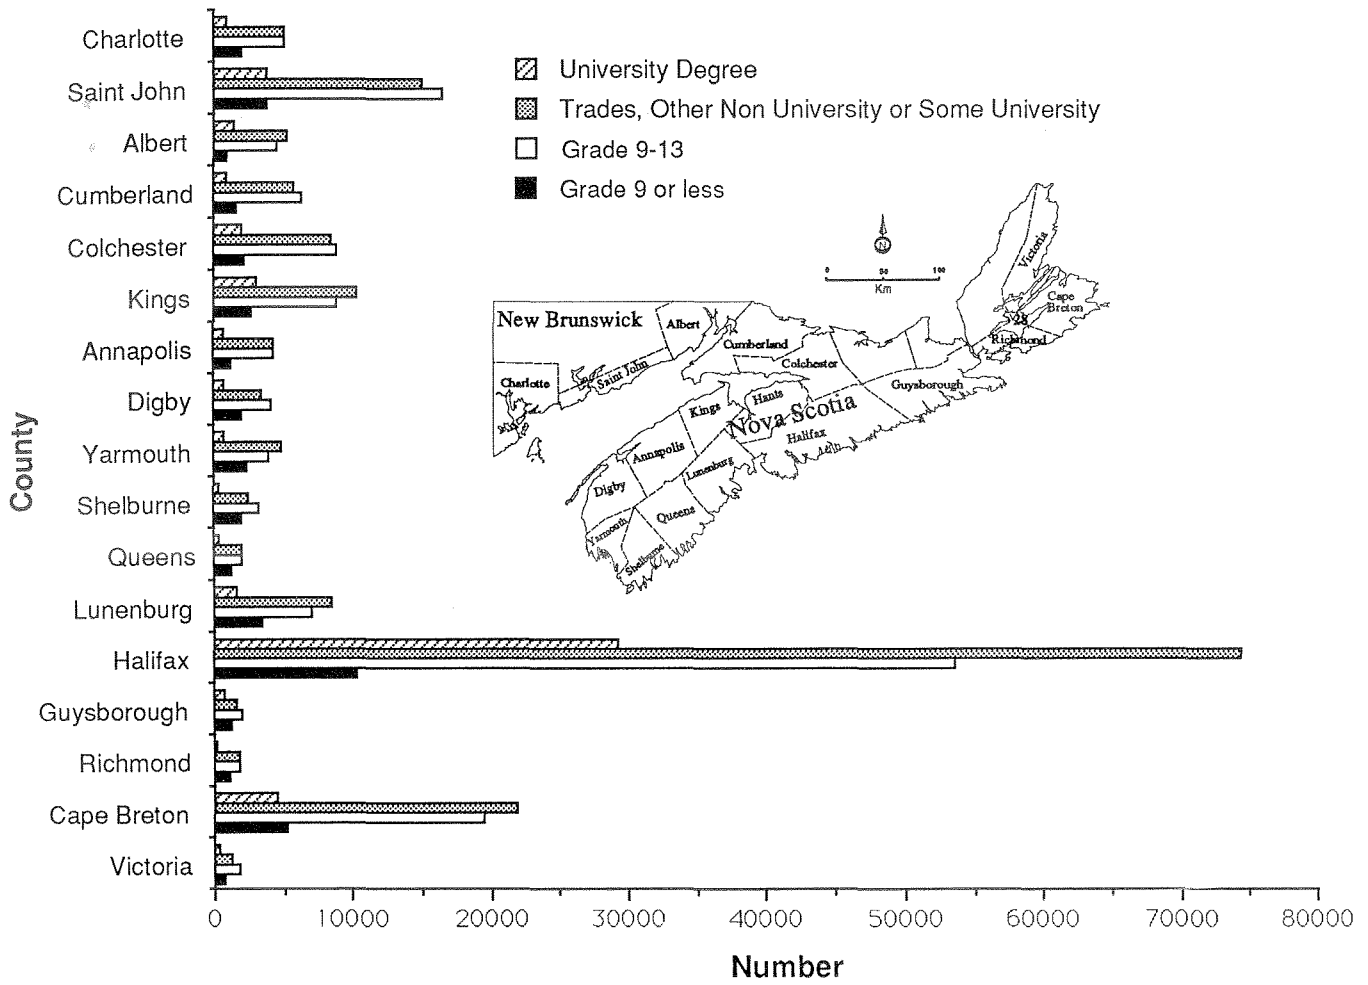 County
Charlotte
Saint John
Albert
Cumberland
Colchester
Kings
Annapolis
Digby
Yarmouth
Shelburne
Queens
Lunenburg
Halifax
Guysborough
Richmond
Cape Breton
Victoria
University Degree
Trades, Other Non University or Some University
Grade 9-13
Grade 9 or less
N
0 50 100
Km
New Brunswick
Albert
Charlotte
Saint John
Cumberland
Colchester
Guysborough
Victoria
Cape
Breton
Richmond
Kings
Hants
Nova Scotia
Halifax
Annapolis
Lunenburg
Digby
Queens
Yarmouth
Shelburne
0 10000 20000 30000 40000 50000 60000 70000 80000
Number